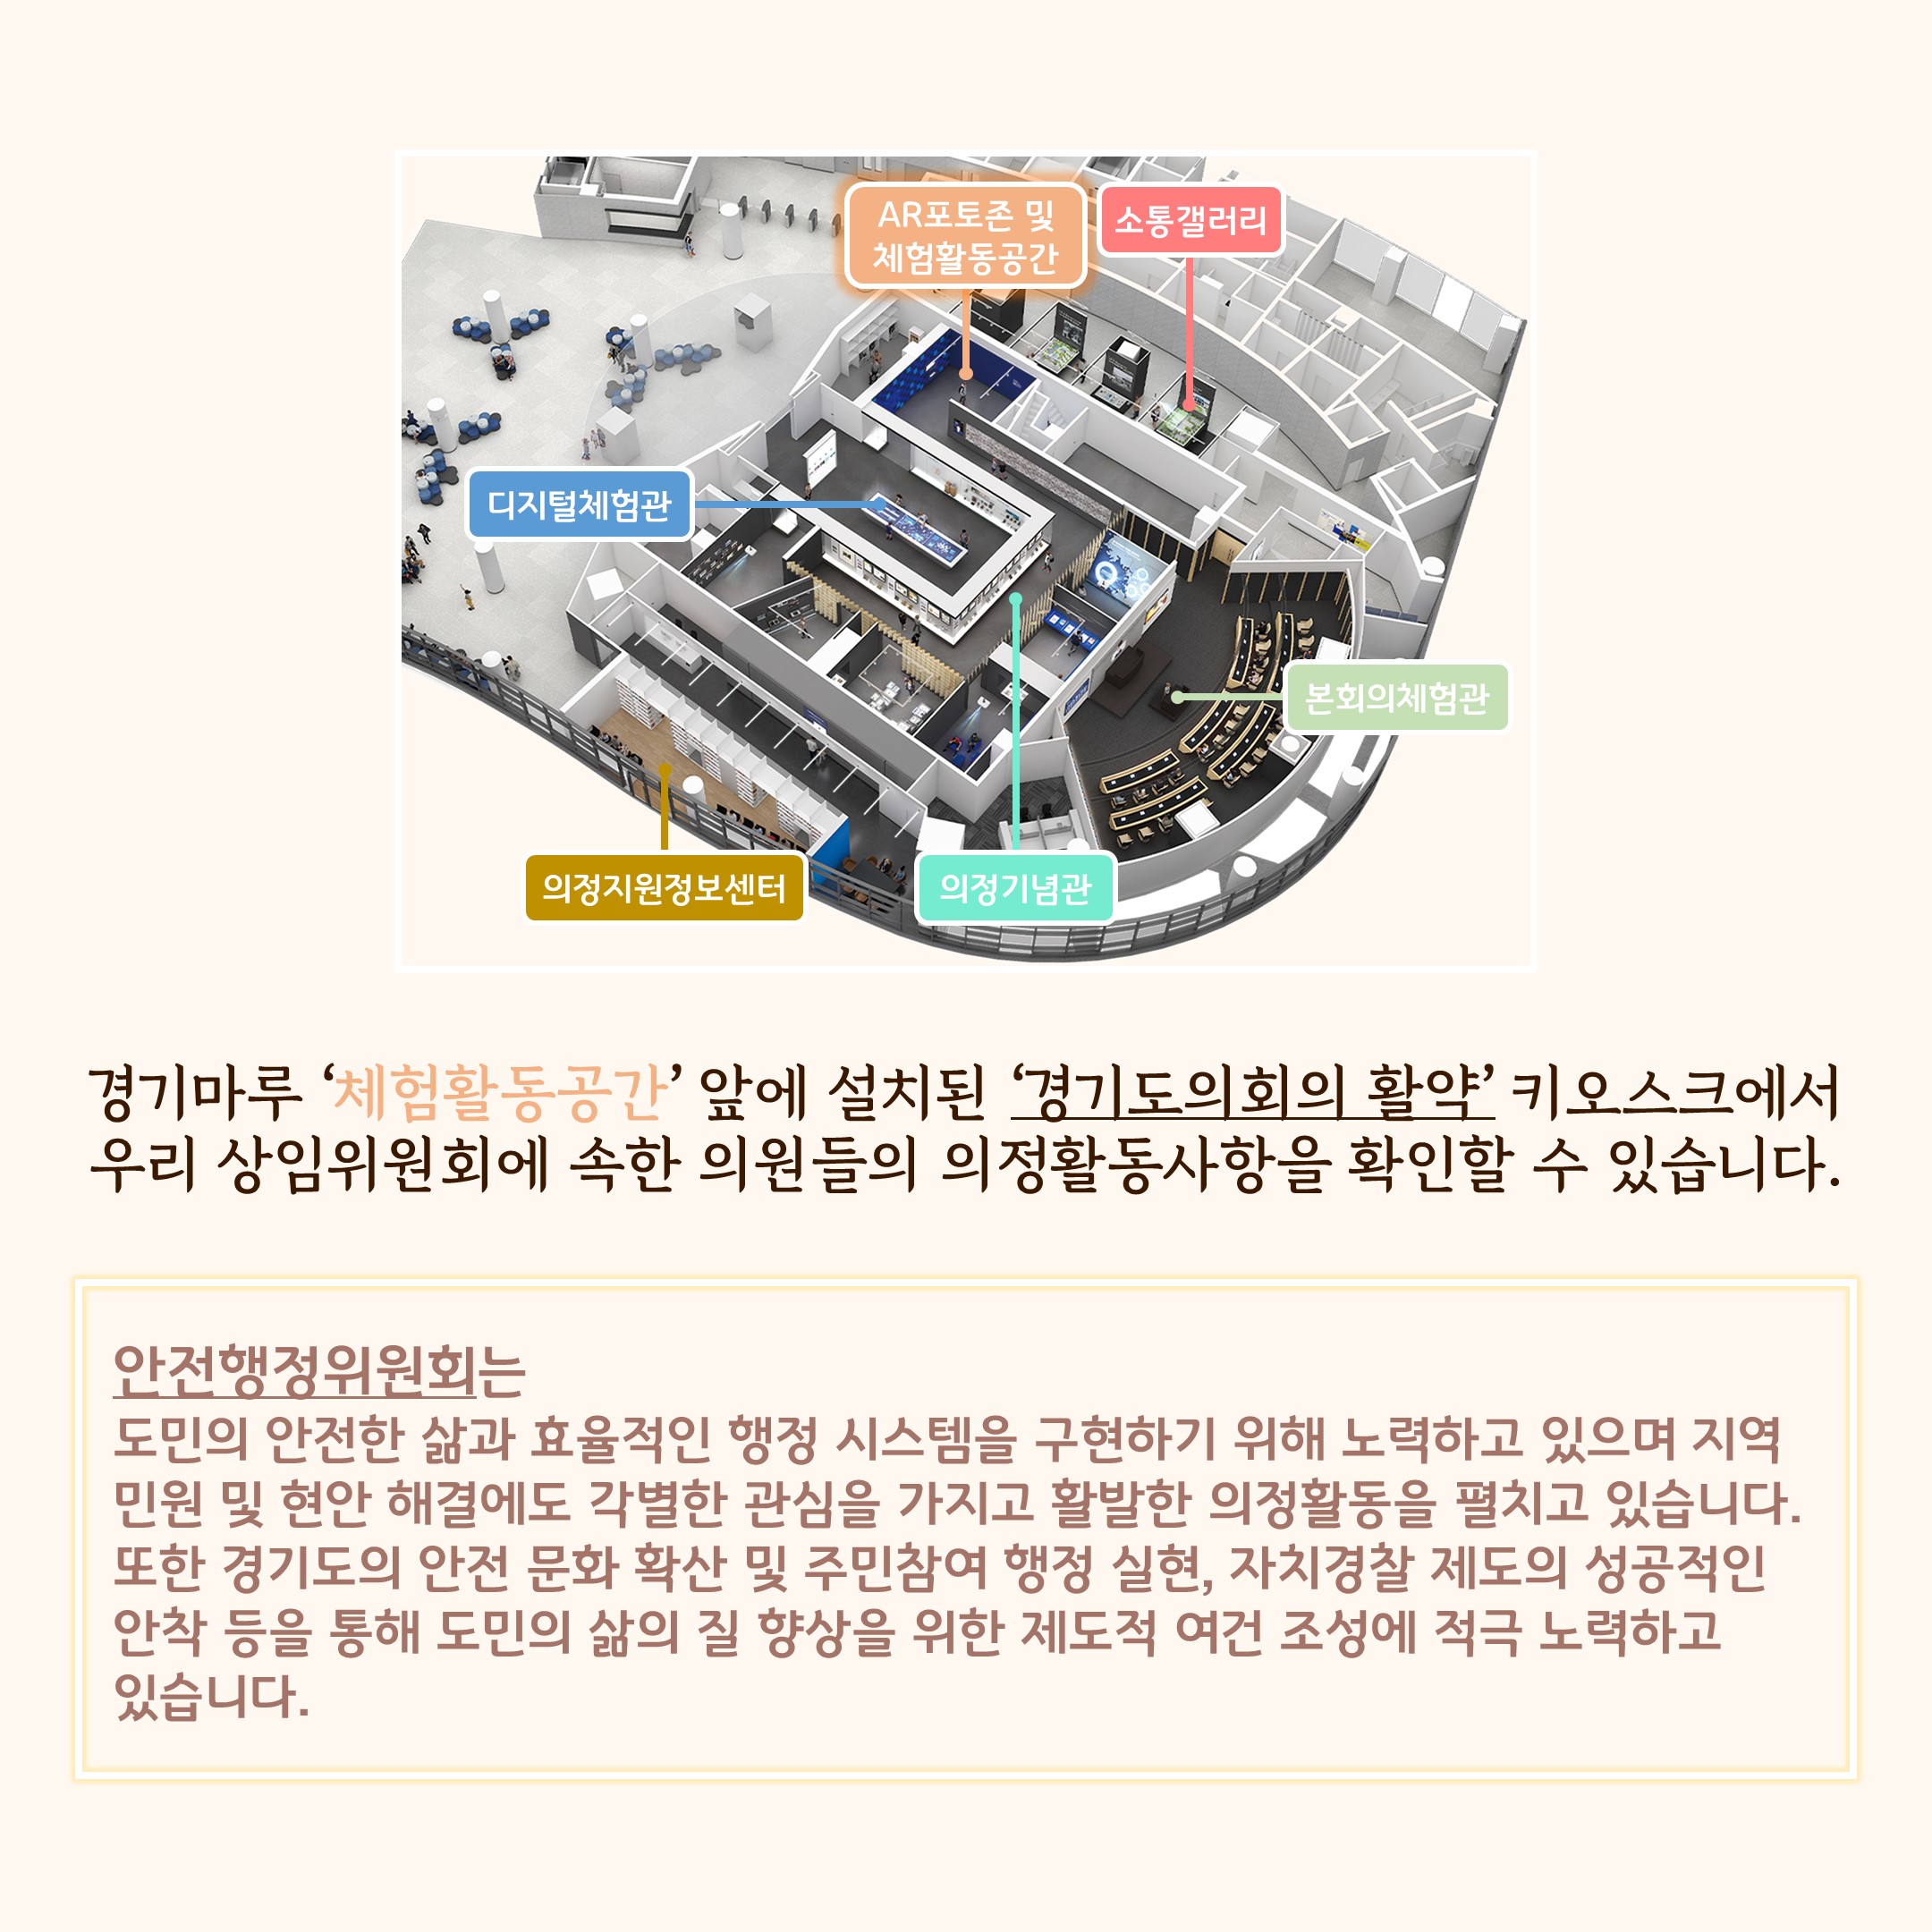 AR포토존 및
체험활동공간
소통갤러리
디지털체험관
본회의체험관
의정지원정보센터
의정기념관
경기마루 ‘체험활동공간’ 앞에 설치된 ‘경기도의회의 활약’ 키오스크에서
우리 상임위원회에 속한 의원들의 의정활동사항을 확인할 수 있습니다.
안전행정위원회는
도민의 안전한 삶과 효율적인 행정 시스템을 구현하기 위해 노력하고 있으며 지역
민원 및 현안 해결에도 각별한 관심을 가지고 활발한 의정활동을 펼치고 있습니다.
또한 경기도의 안전 문화 확산 및 주민참여 행정 실현, 자치경찰 제도의 성공적인
안착 등을 통해 도민의 삶의 질 향상을 위한 제도적 여건 조성에 적극 노력하고
있습니다.